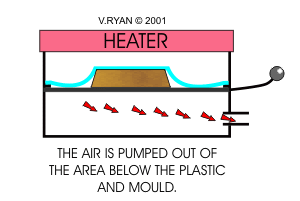 V.RYAN © 2001
HEATER
THE AIR IS PUMPED OUT OF
THE AREA BELOW THE PLASTIC
AND MOULD.